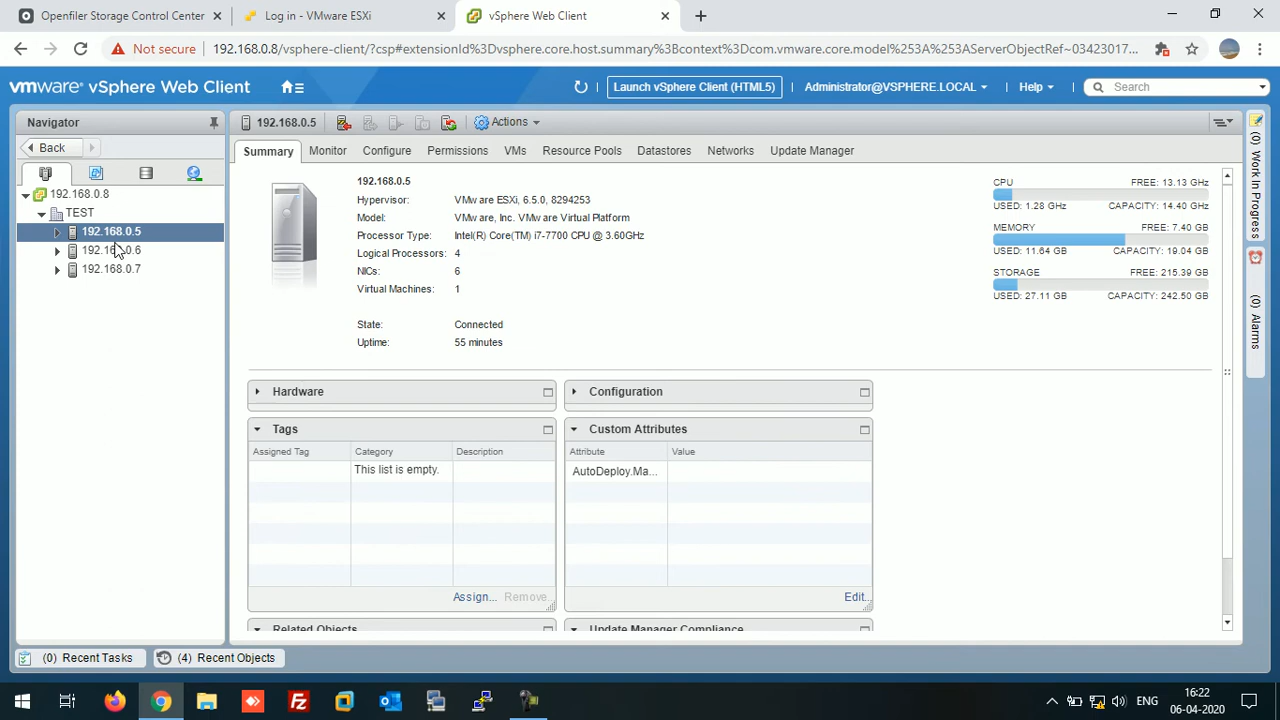 Openfiler Storage Control Center
Log in - VMware ESXi
vSphere Web Client
Not secure
192.168.0.8/vsphere-client/?csp#extensionId%3Dvsphere.core.host.summary%3Bcontext%3Dcom.vmware.core.model%253A%253AServerObjectRef~03423017...
vmware® vSphere Web Client
Launch vSphere Client (HTML5)
Administrator@VSPHERE.LOCAL
Help
Search
Navigator
192.168.0.5
Actions
Back
Summary
Monitor
Configure
Permissions
VMs
Resource Pools
Datastores
Networks
Update Manager
192.168.0.8
TEST
192.168.0.5
192.168.0.6
192.168.0.7
192.168.0.5
Hypervisor: VMware ESXi, 6.5.0, 8294253
Model: VMware, Inc. VMware Virtual Platform
Processor Type: Intel(R) Core(TM) i7-7700 CPU @ 3.60GHz
Logical Processors: 4
NICs: 6
Virtual Machines: 1
State: Connected
Uptime: 55 minutes
CPU FREE: 13.13 GHz
USED: 1.28 GHz CAPACITY: 14.40 GHz
MEMORY FREE: 7.40 GB
USED: 11.64 GB CAPACITY: 19.04 GB
STORAGE FREE: 215.39 GB
USED: 27.11 GB CAPACITY: 242.50 GB
Hardware
Configuration
Tags
Assigned Tag Category Description
This list is empty.
Assign... Remove...
Custom Attributes
Attribute Value
AutoDeploy.Ma...
Edit...
Related Objects
Update Manager Compliance
(0) Work In Progress
(0) Alarms
(0) Recent Tasks
(4) Recent Objects
ENG
16:22
06-04-2020